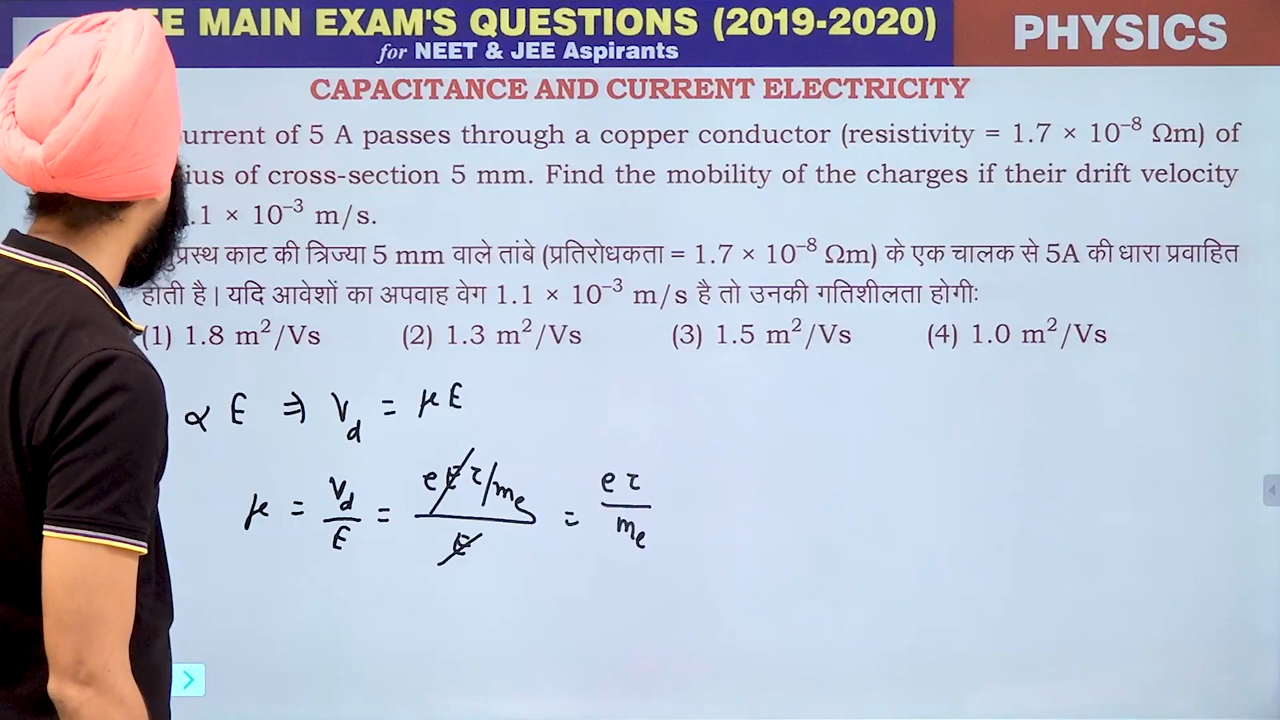 EE MAIN EXAM'S QUESTIONS (2019-2020)
for NEET & JEE Aspirants
PHYSICS
CAPACITANCE AND CURRENT ELECTRICITY
urrent of 5 A passes through a copper conductor (resistivity = 1.7 × 10⁻⁸ Ωm) of
ius of cross-section 5 mm. Find the mobility of the charges if their drift velocity
.1 × 10⁻³ m/s.
प्रस्थ काट की त्रिज्या 5 mm वाले तांबे (प्रतिरोधकता = 1.7 × 10⁻⁸ Ωm) के एक चालक से 5A की धारा प्रवाहित
होती है। यदि आवेशों का अपवाह वेग 1.1 × 10⁻³ m/s है तो उनकी गतिशीलता होगीः
(1) 1.8 m²/Vs (2) 1.3 m²/Vs (3) 1.5 m²/Vs (4) 1.0 m²/Vs
α E ⇒ V_d = μE
μ = V_d/E = (eEτ/m_e)/E = eτ/m_e